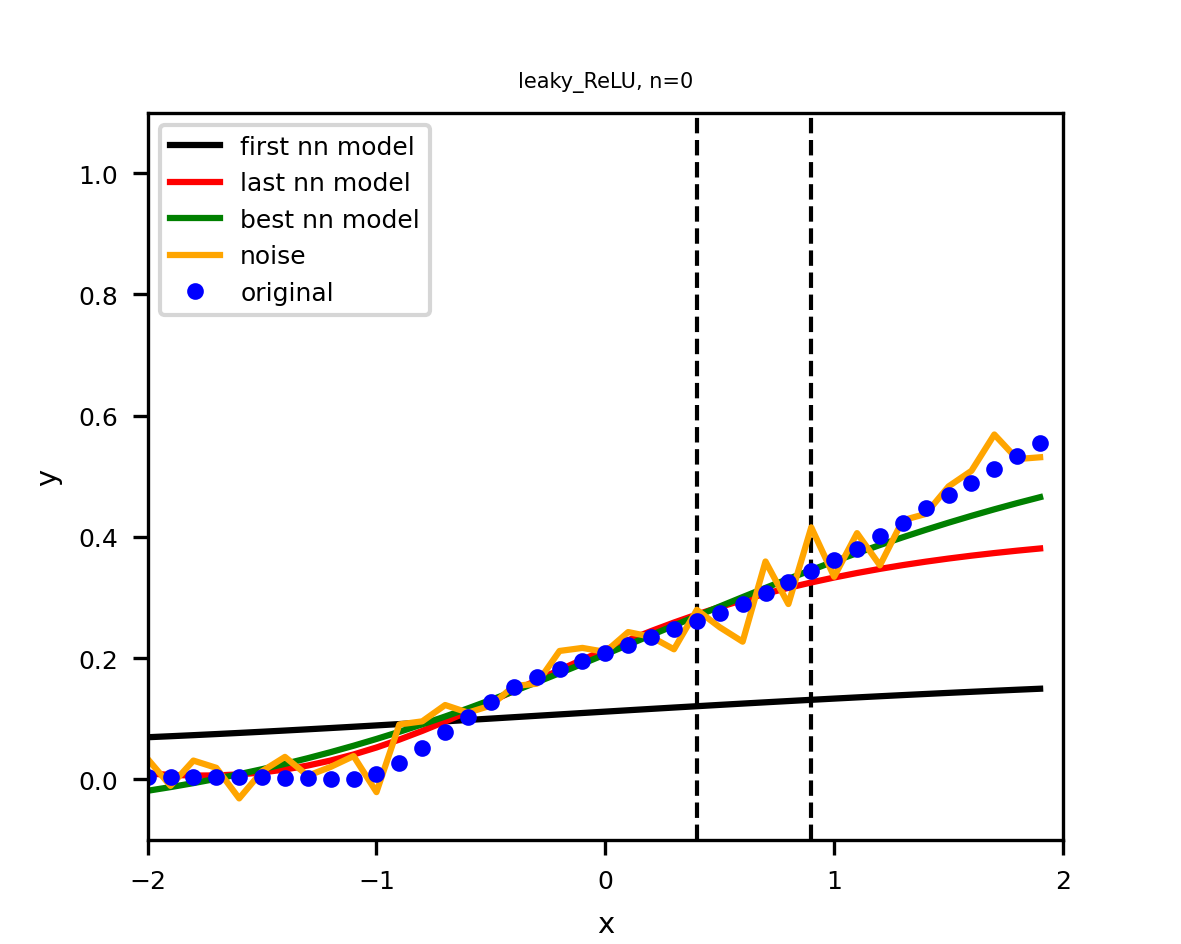 leaky_ReLU, n=0
first nn model
last nn model
best nn model
noise
original
1.0
0.8
0.6
0.4
0.2
0.0
y
−2
−1
0
1
2
x